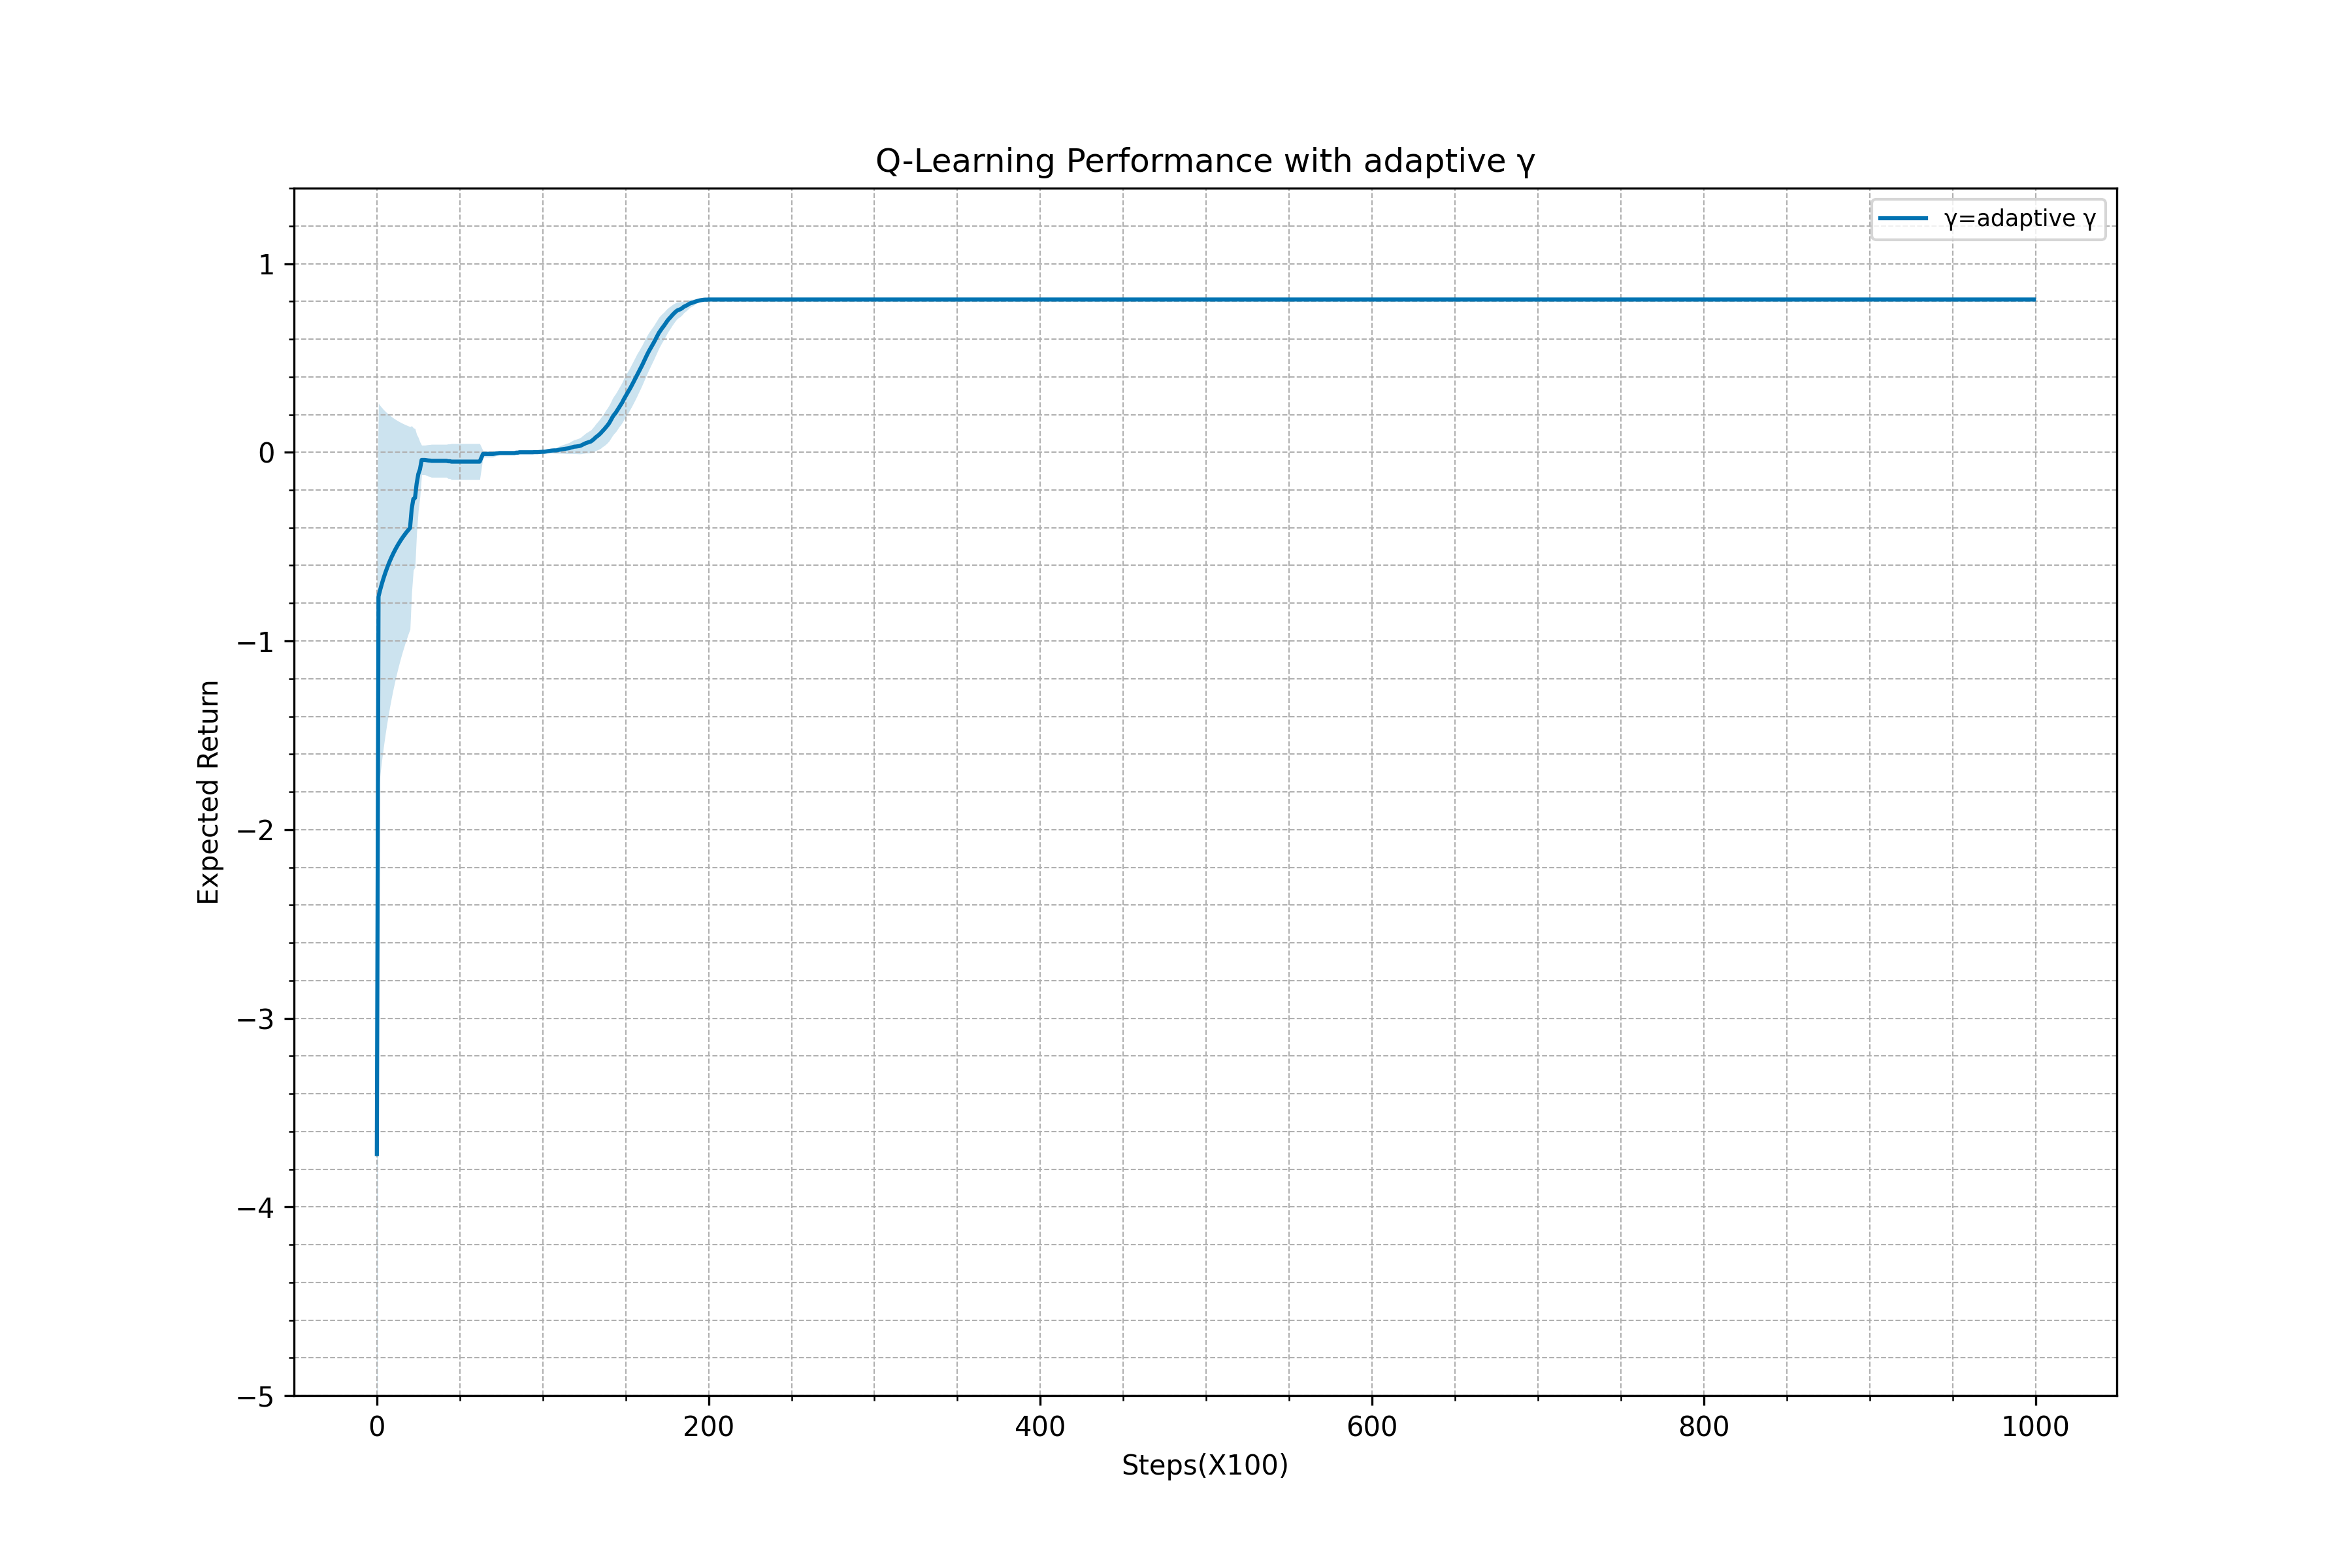 Q-Learning Performance with adaptive γ
γ=adaptive γ
1
0
−1
−2
−3
−4
−5
Expected Return
0 200 400 600 800 1000
Steps(X100)